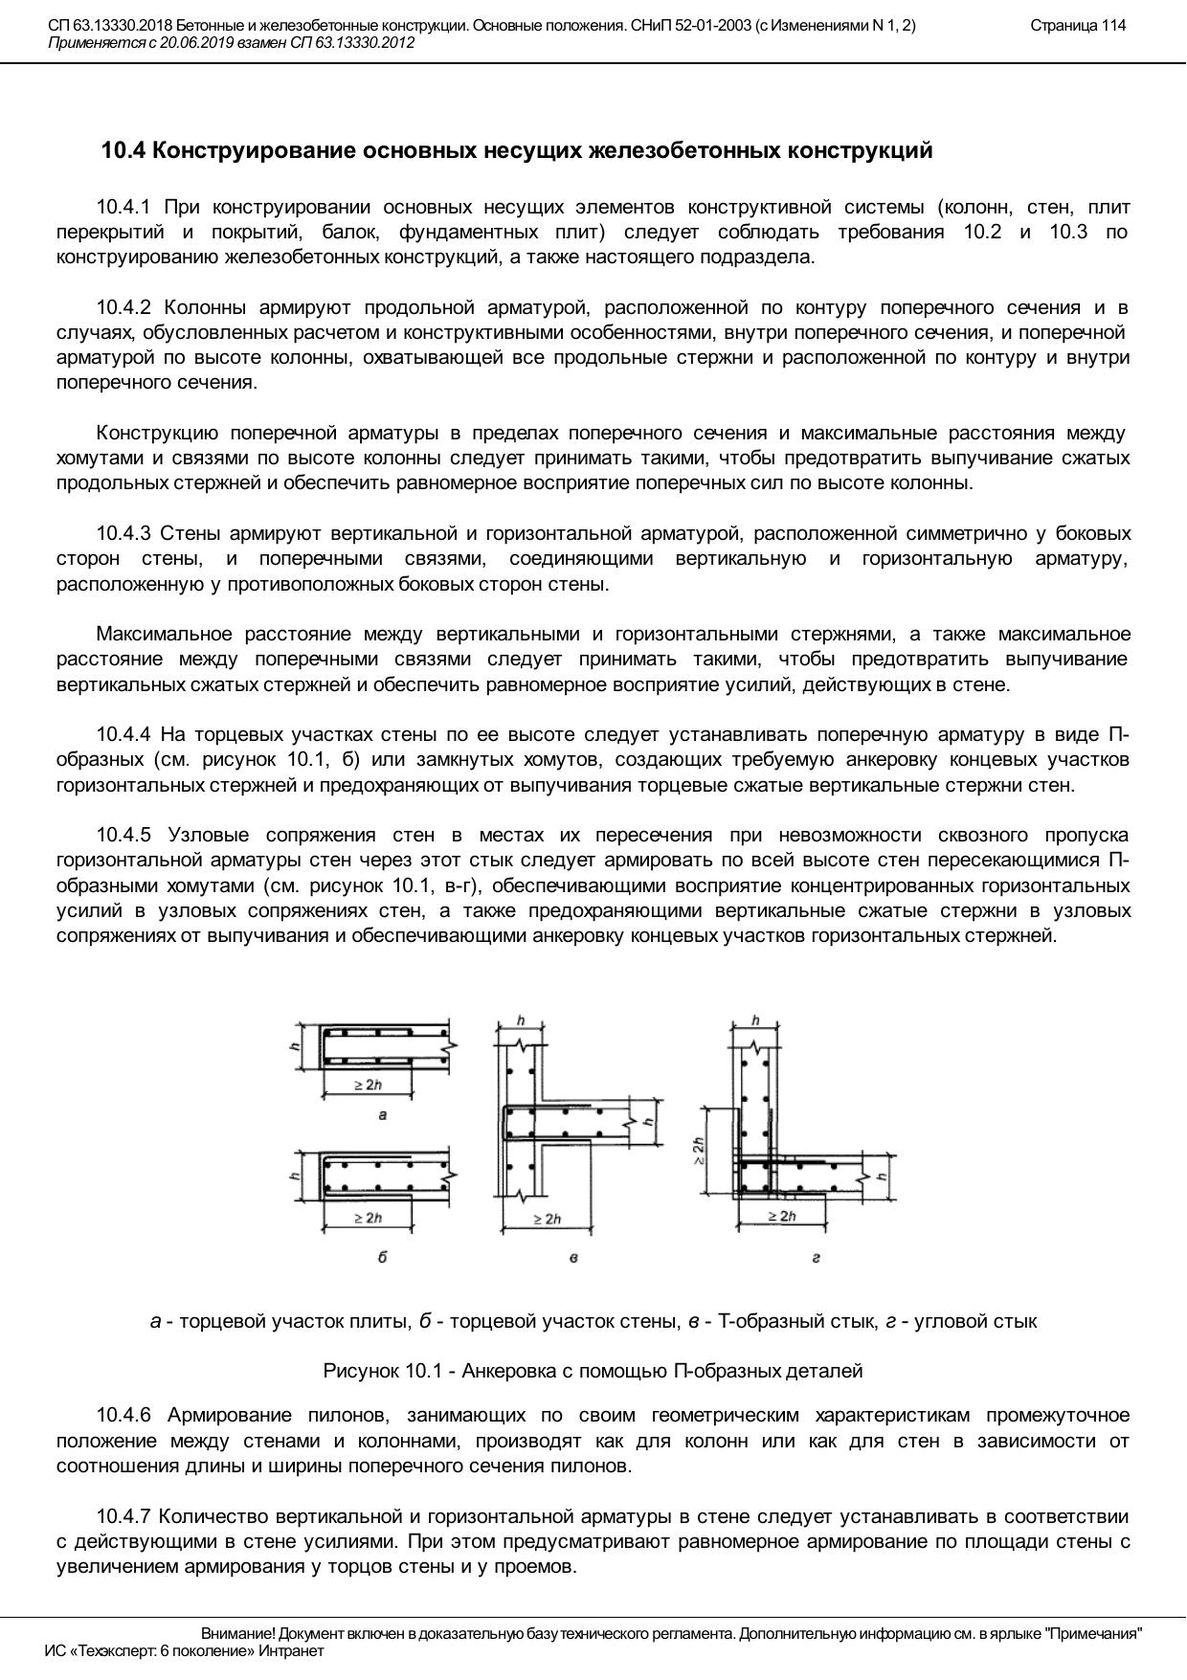 СП 63.13330.2018 Бетонные и железобетонные конструкции. Основные положения. СНиП 52-01-2003 (с Изменениями N 1, 2)
Страница 114
Применяется с 20.06.2019 взамен СП 63.13330.2012
10.4 Конструирование основных несущих железобетонных конструкций
10.4.1 При конструировании основных несущих элементов конструктивной системы (колонн, стен, плит
перекрытий и покрытий, балок, фундаментных плит) следует соблюдать требования 10.2 и 10.3 по
конструированию железобетонных конструкций, а также настоящего подраздела.
10.4.2 Колонны армируют продольной арматурой, расположенной по контуру поперечного сечения и в
случаях, обусловленных расчетом и конструктивными особенностями, внутри поперечного сечения, и поперечной
арматурой по высоте колонны, охватывающей все продольные стержни и расположенной по контуру и внутри
поперечного сечения.
Конструкцию поперечной арматуры в пределах поперечного сечения и максимальные расстояния между
хомутами и связями по высоте колонны следует принимать такими, чтобы предотвратить выпучивание сжатых
продольных стержней и обеспечить равномерное восприятие поперечных сил по высоте колонны.
10.4.3 Стены армируют вертикальной и горизонтальной арматурой, расположенной симметрично у боковых
сторон стены, и поперечными связями, соединяющими вертикальную и горизонтальную арматуру,
расположенную у противоположных боковых сторон стены.
Максимальное расстояние между вертикальными и горизонтальными стержнями, а также максимальное
расстояние между поперечными связями следует принимать такими, чтобы предотвратить выпучивание
вертикальных сжатых стержней и обеспечить равномерное восприятие усилий, действующих в стене.
10.4.4 На торцевых участках стены по ее высоте следует устанавливать поперечную арматуру в виде П-
образных (см. рисунок 10.1, б) или замкнутых хомутов, создающих требуемую анкеровку концевых участков
горизонтальных стержней и предохраняющих от выпучивания торцевые сжатые вертикальные стержни стен.
10.4.5 Узловые сопряжения стен в местах их пересечения при невозможности сквозного пропуска
горизонтальной арматуры стен через этот стык следует армировать по всей высоте стен пересекающимися П-
образными хомутами (см. рисунок 10.1, в-г), обеспечивающими восприятие концентрированных горизонтальных
усилий в узловых сопряжениях стен, а также предохраняющими вертикальные сжатые стержни в узловых
сопряжениях от выпучивания и обеспечивающими анкеровку концевых участков горизонтальных стержней.
h
≥ 2h
а
h
≥ 2h
б
h
h
≥ 2h
в
h
≥ 2h
h
≥ 2h
г
а - торцевой участок плиты, б - торцевой участок стены, в - Т-образный стык, г - угловой стык
Рисунок 10.1 - Анкеровка с помощью П-образных деталей
10.4.6 Армирование пилонов, занимающих по своим геометрическим характеристикам промежуточное
положение между стенами и колоннами, производят как для колонн или как для стен в зависимости от
соотношения длины и ширины поперечного сечения пилонов.
10.4.7 Количество вертикальной и горизонтальной арматуры в стене следует устанавливать в соответствии
с действующими в стене усилиями. При этом предусматривают равномерное армирование по площади стены с
увеличением армирования у торцов стены и у проемов.
Внимание! Документ включен в доказательную базу технического регламента. Дополнительную информацию см. в ярлыке "Примечания"
ИС «Техэксперт: 6 поколение» Интранет